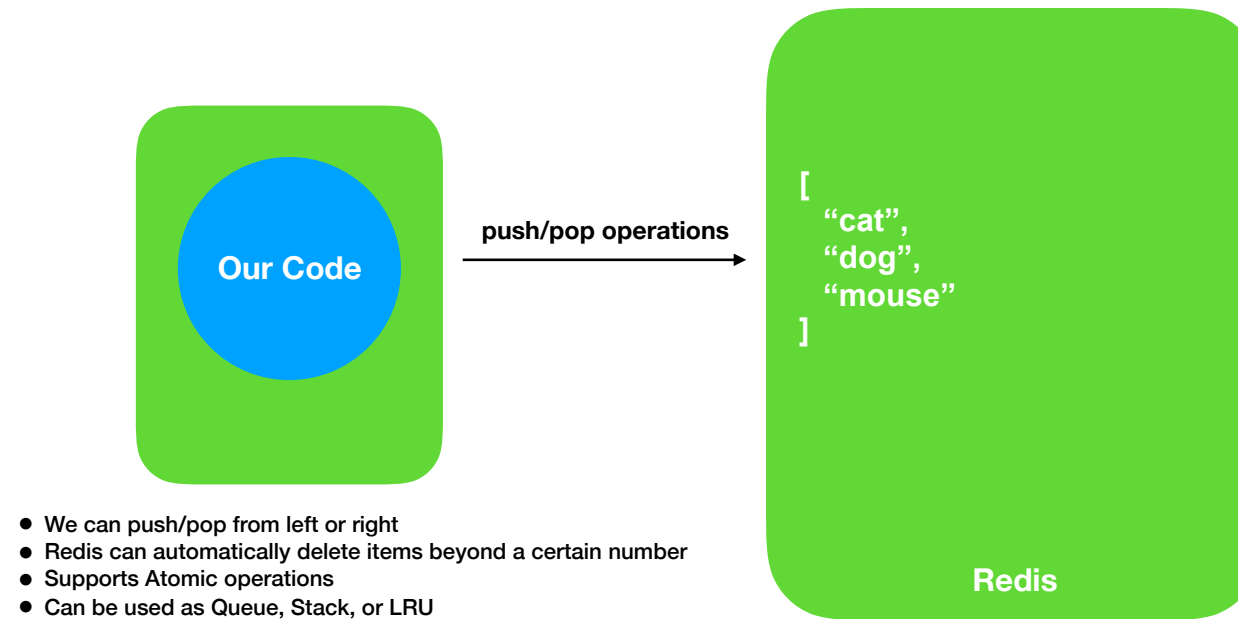 Our Code
push/pop operations
[
“cat”,
“dog”,
“mouse”
]
Redis
● We can push/pop from left or right
● Redis can automatically delete items beyond a certain number
● Supports Atomic operations
● Can be used as Queue, Stack, or LRU